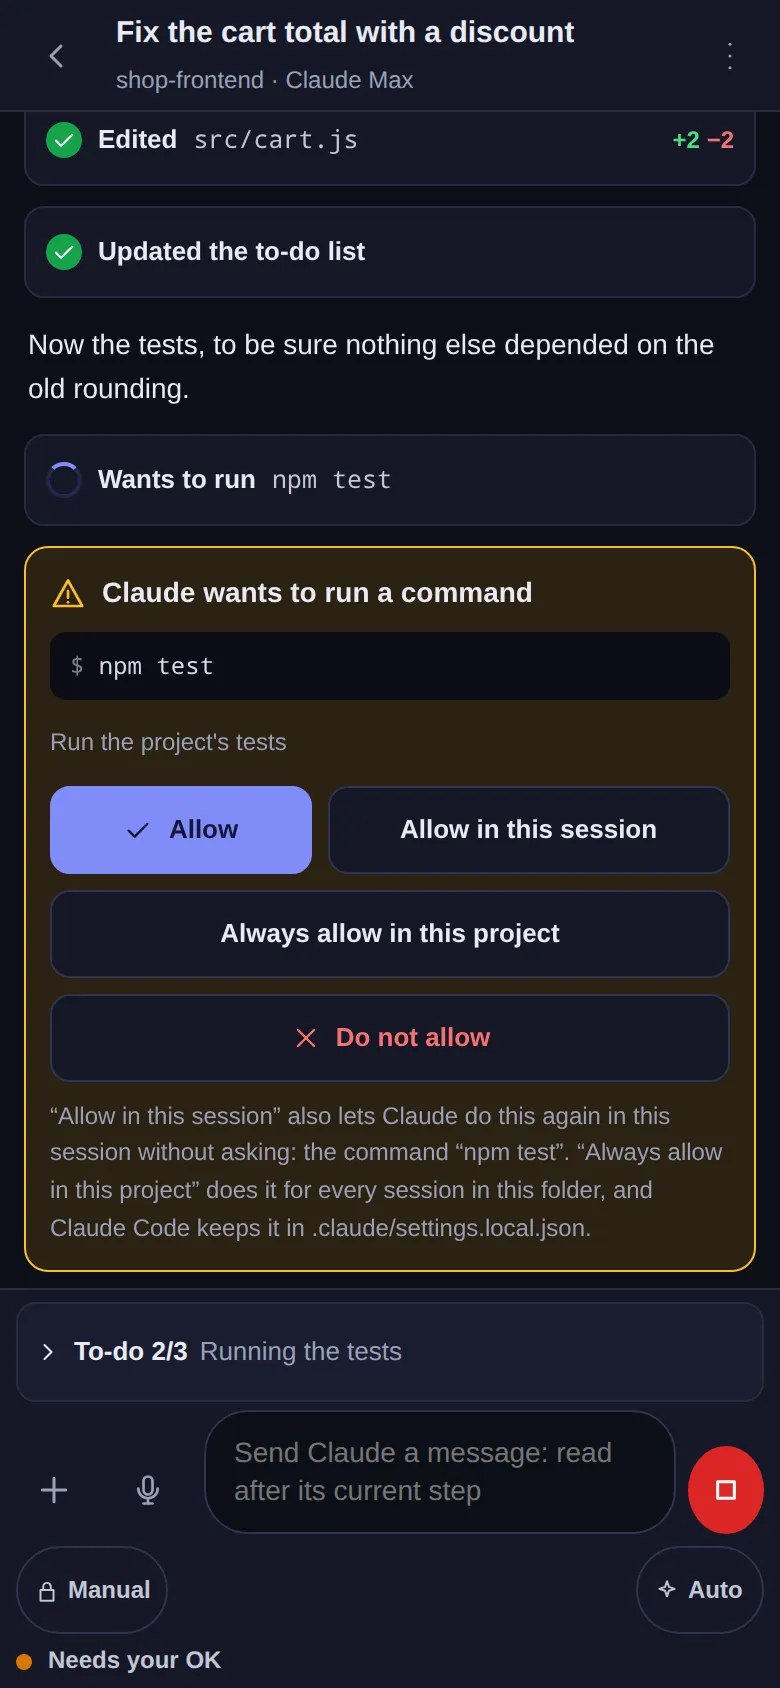 Fix the cart total with a discount
shop-frontend · Claude Max
Edited src/cart.js +2 −2
Updated the to-do list
Now the tests, to be sure nothing else depended on the
old rounding.
Wants to run npm test
Claude wants to run a command
$ npm test
Run the project's tests
Allow
Allow in this session
Always allow in this project
Do not allow
“Allow in this session” also lets Claude do this again in this
session without asking: the command “npm test”. “Always allow
in this project” does it for every session in this folder, and
Claude Code keeps it in .claude/settings.local.json.
To-do 2/3 Running the tests
Send Claude a message: read
after its current step
Manual
Auto
Needs your OK